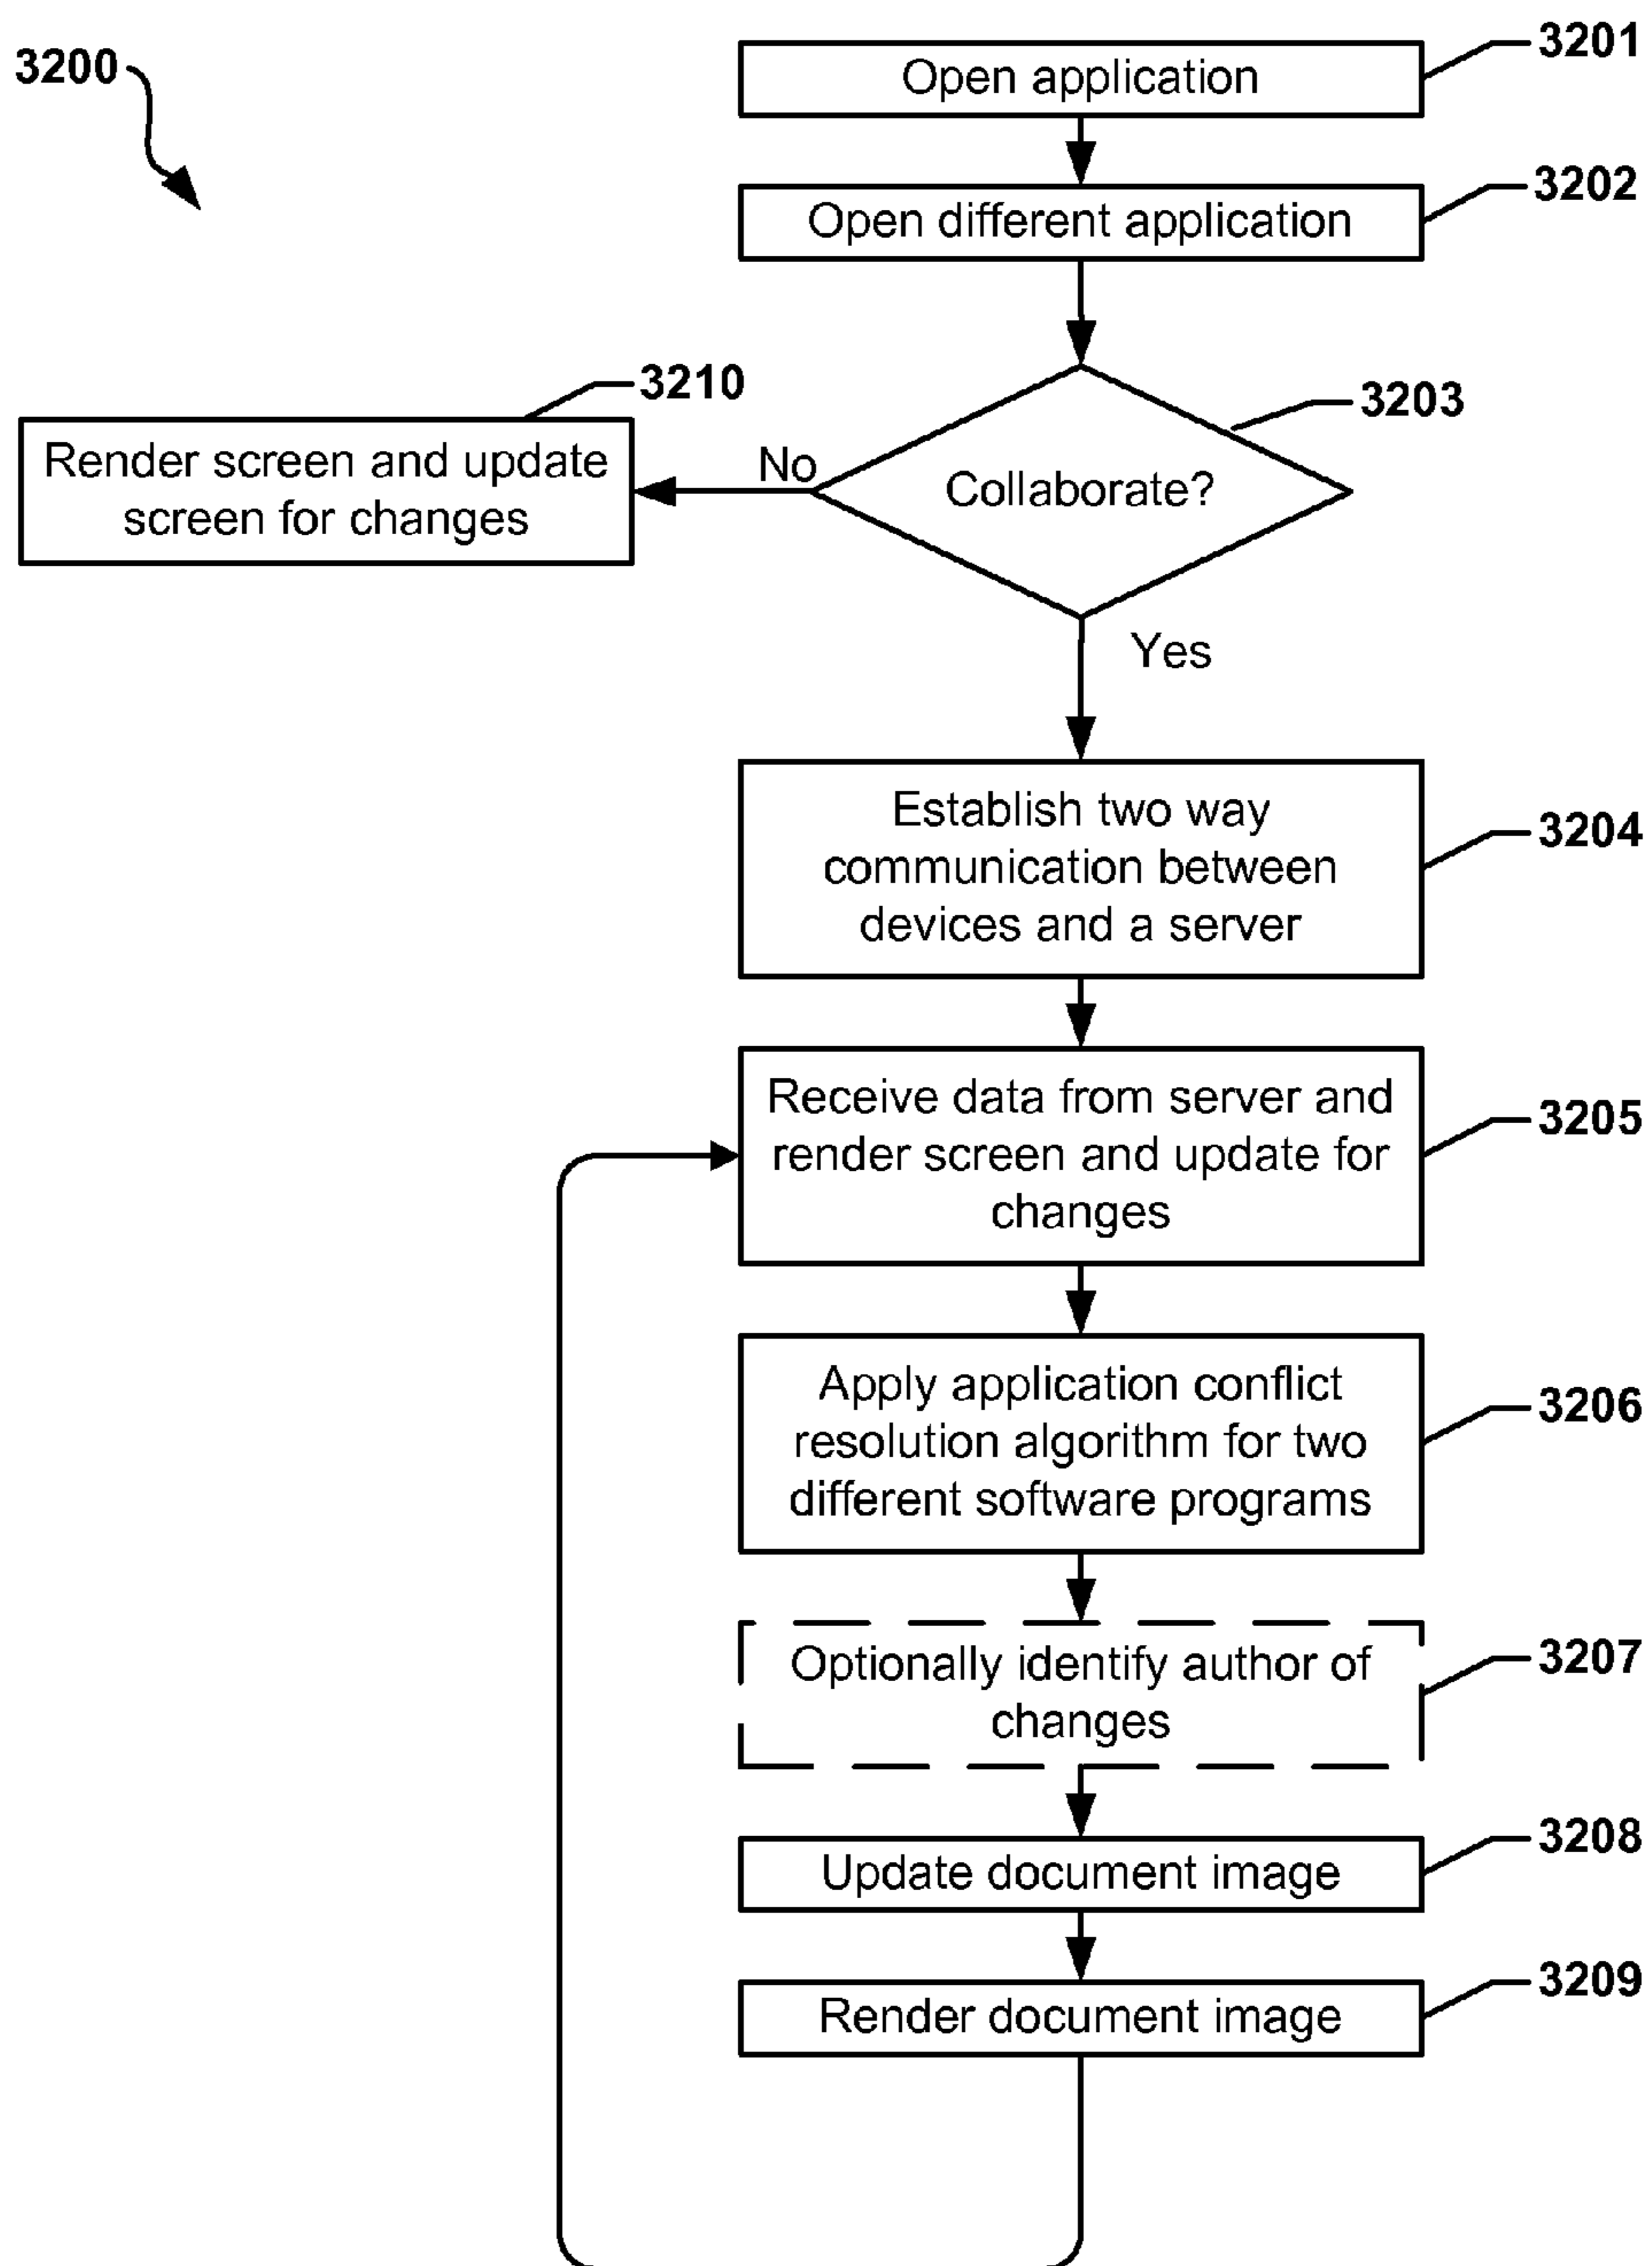 3200
3201
Open application
3202
Open different application
3210
Render screen and update
screen for changes
No
3203
Collaborate?
Yes
Establish two way
communication between
devices and a server
3204
Receive data from server and
render screen and update for
changes
3205
Apply application conflict
resolution algorithm for two
different software programs
3206
Optionally identify author of
changes
3207
Update document image
3208
Render document image
3209